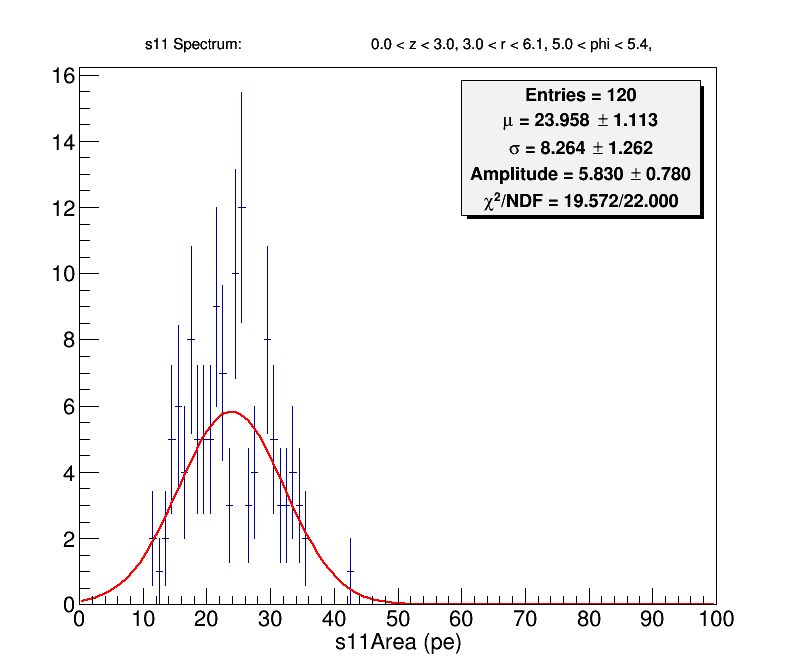 s11 Spectrum: 0.0 < z < 3.0, 3.0 < r < 6.1, 5.0 < phi < 5.4,
Entries = 120
μ = 23.958 ± 1.113
σ = 8.264 ± 1.262
Amplitude = 5.830 ± 0.780
χ²/NDF = 19.572/22.000
16
14
12
10
8
6
4
2
0
0 10 20 30 40 50 60 70 80 90 100
s11Area (pe)